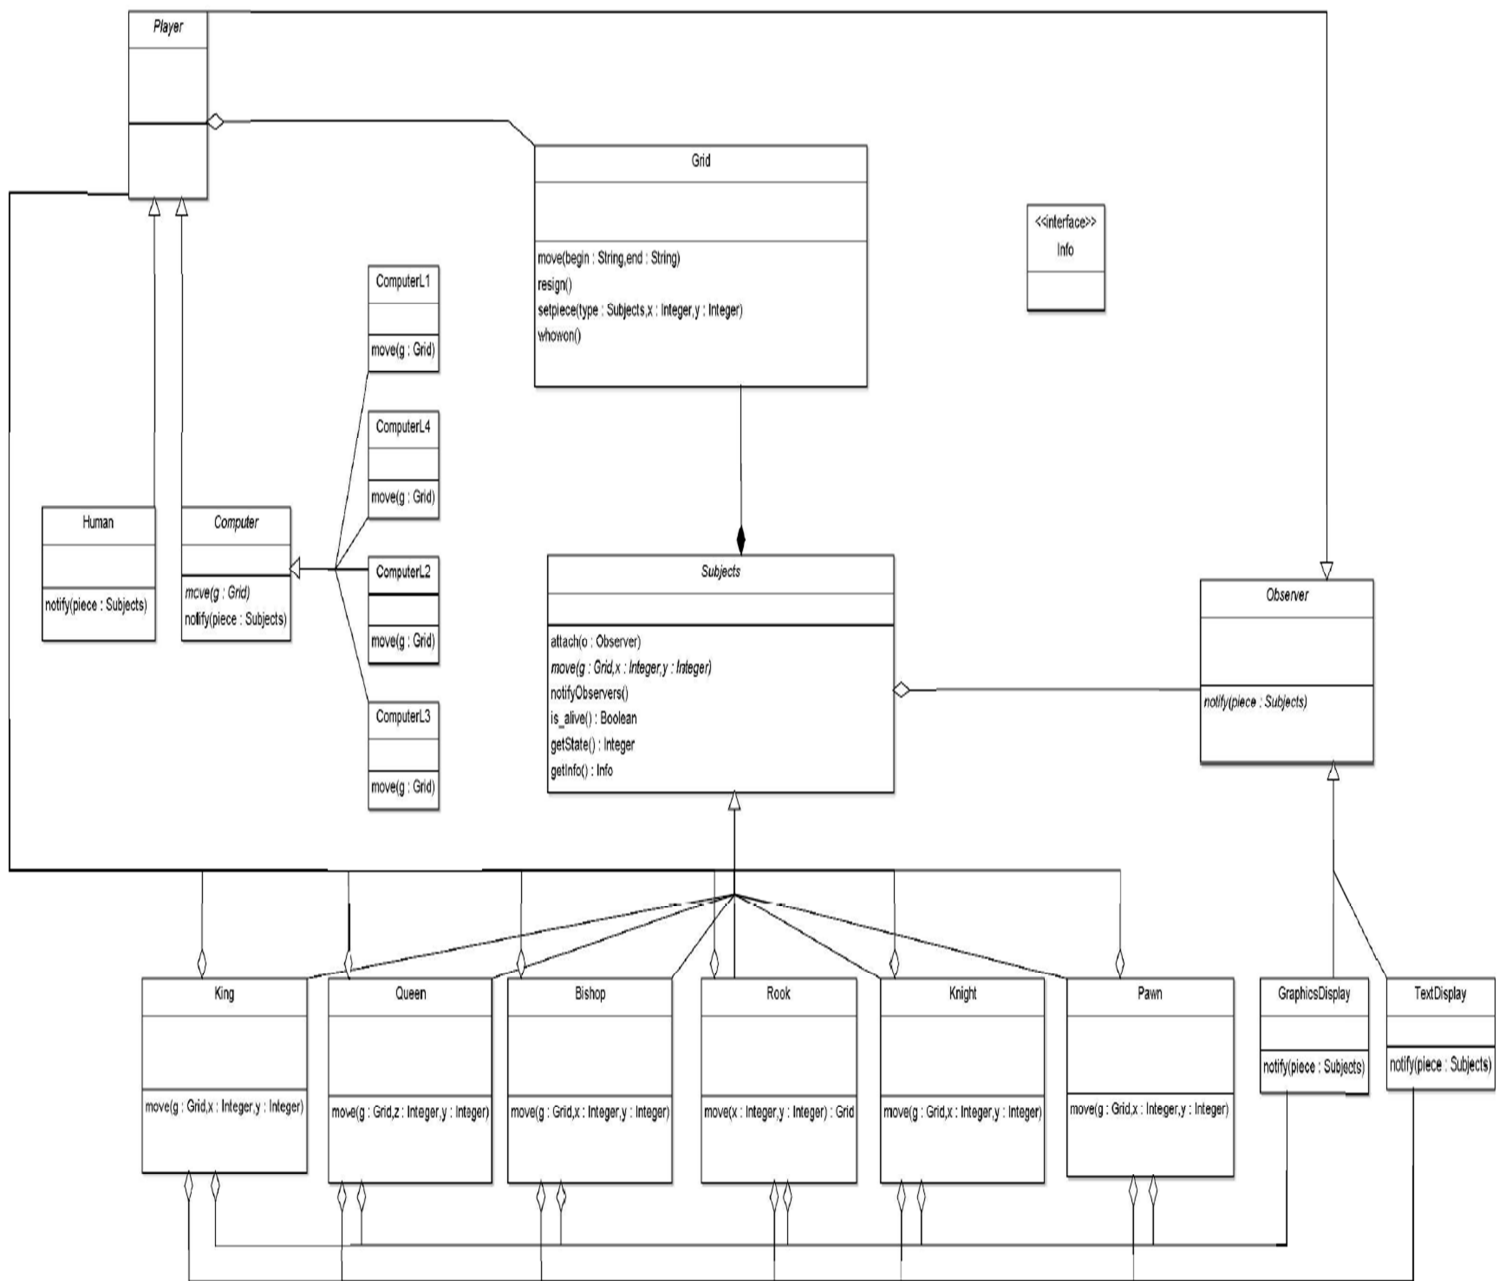 Player
Grid
move(begin : String,end : String)
resign()
setpiece(type : Subjects,x : Integer,y : Integer)
whowon()
<<interface>>
Info
ComputerL1
move(g : Grid)
ComputerL4
move(g : Grid)
ComputerL2
move(g : Grid)
ComputerL3
move(g : Grid)
Human
notify(piece : Subjects)
Computer
move(g : Grid)
notify(piece : Subjects)
Subjects
attach(o : Observer)
move(g : Grid,x : Integer,y : Integer)
notifyObservers()
is_alive() : Boolean
getState() : Integer
getInfo() : Info
Observer
notify(piece : Subjects)
King
move(g : Grid,x : Integer,y : Integer)
Queen
move(g : Grid,z : Integer,y : Integer)
Bishop
move(g : Grid,x : Integer,y : Integer)
Rook
move(x : Integer,y : Integer) : Grid
Knight
move(g : Grid,x : Integer,y : Integer)
Pawn
move(g : Grid,x : Integer,y : Integer)
GraphicsDisplay
notify(piece : Subjects)
TextDisplay
notify(piece : Subjects)